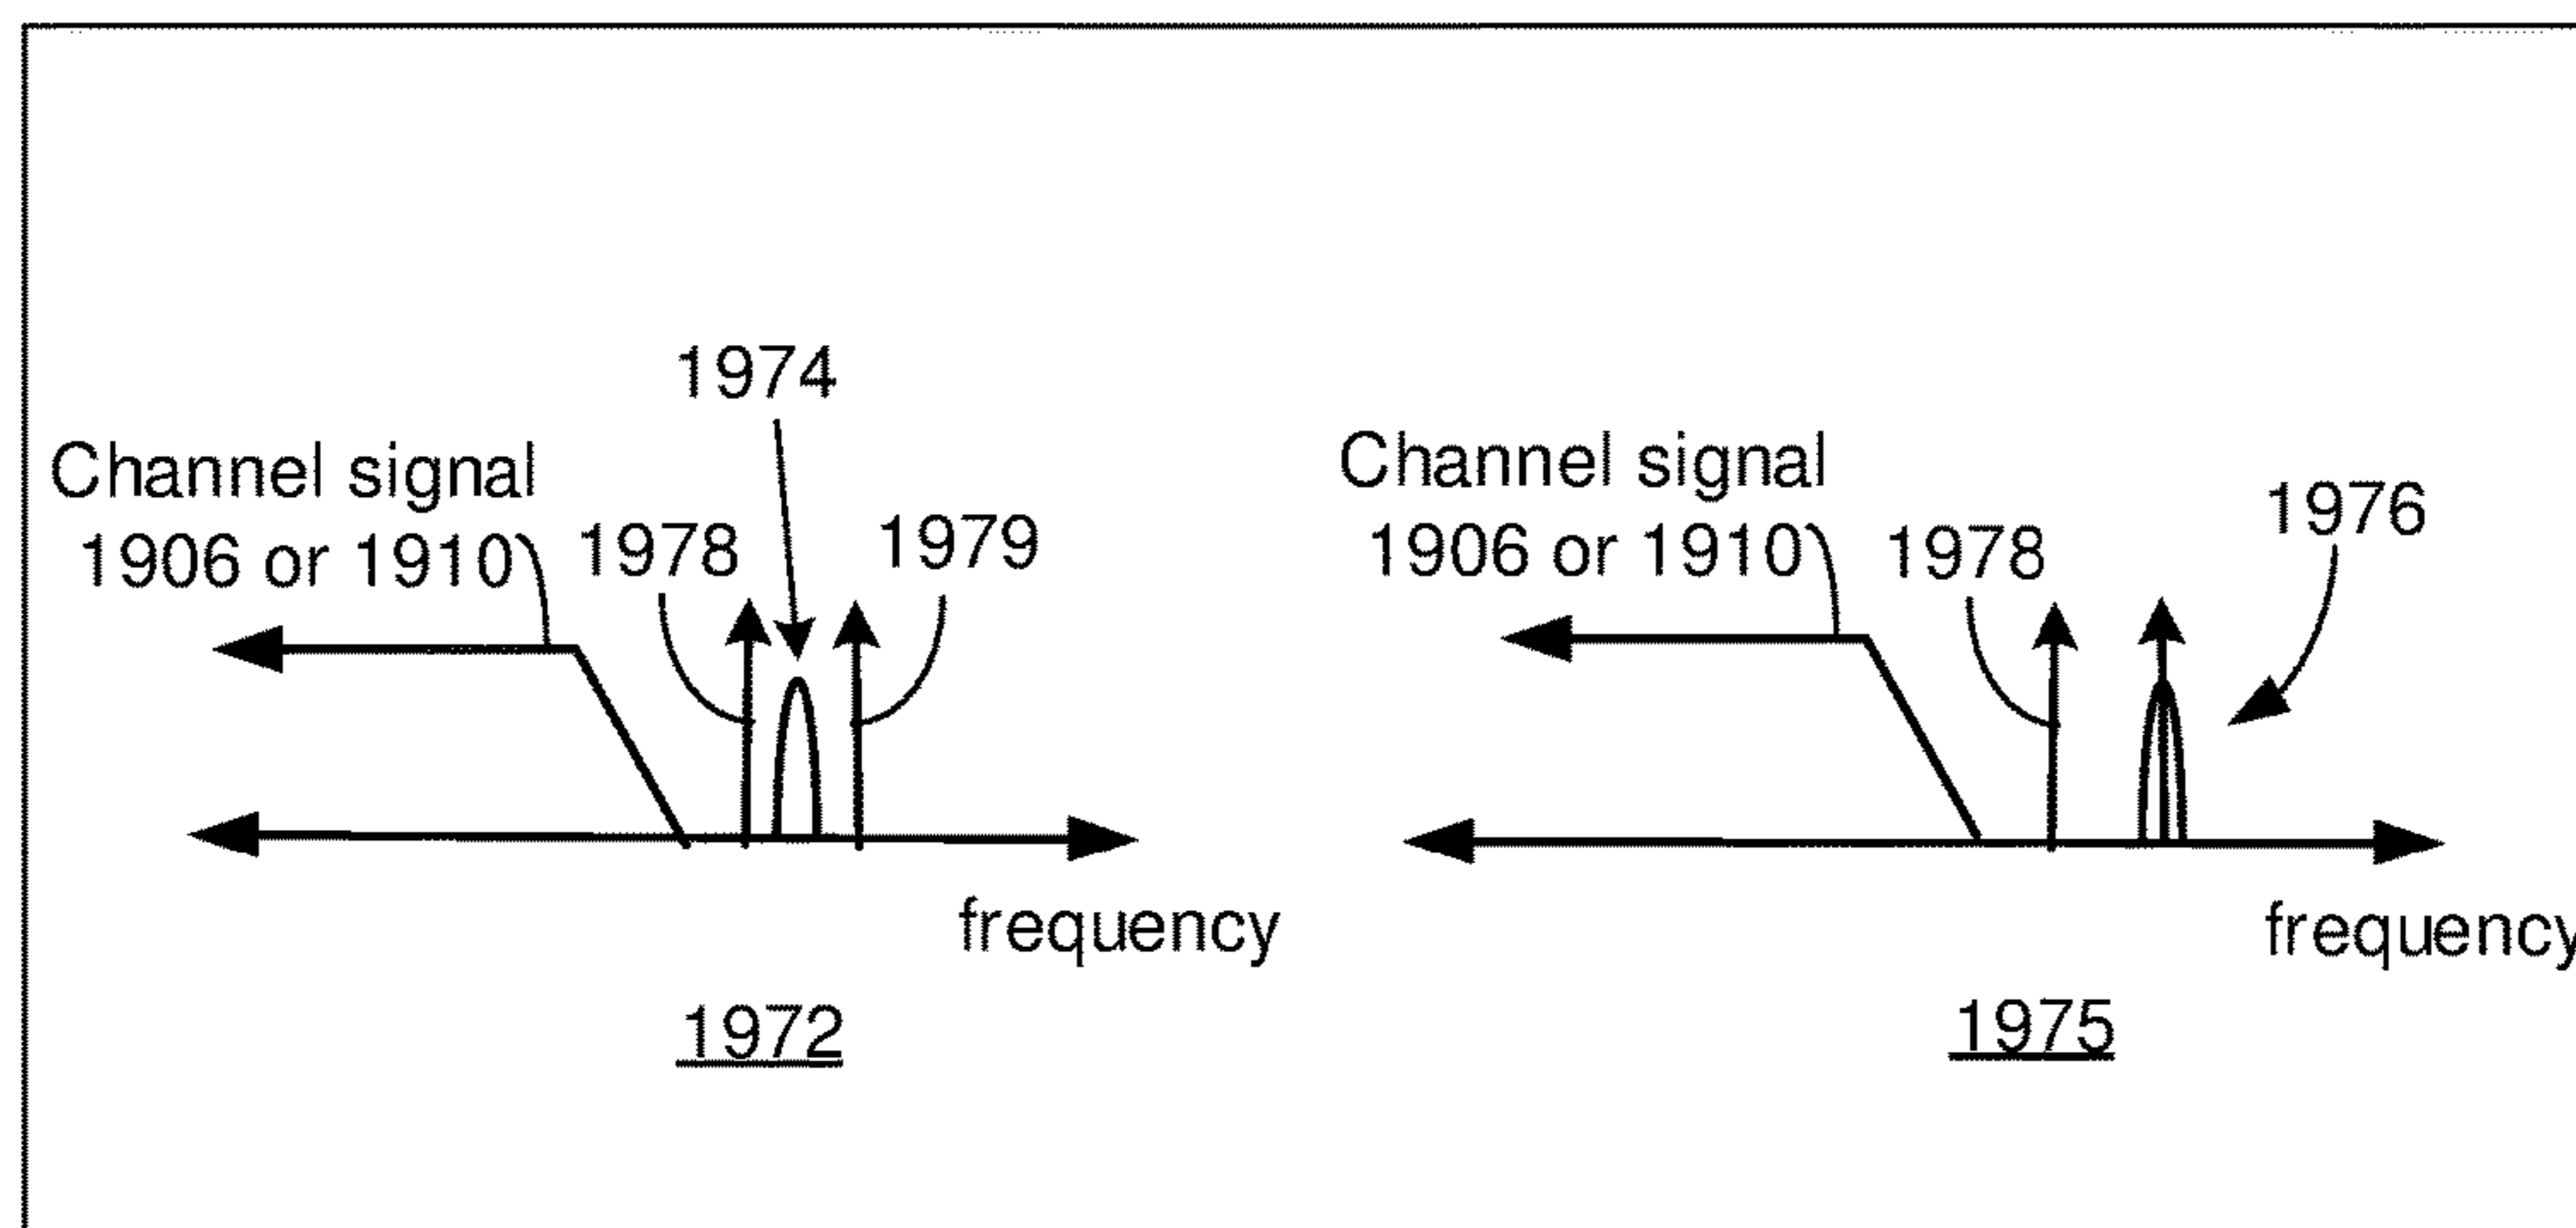 1974
Channel signal
1906 or 1910
1978
1979
frequency
1972
Channel signal
1906 or 1910
1978
1976
frequency
1975